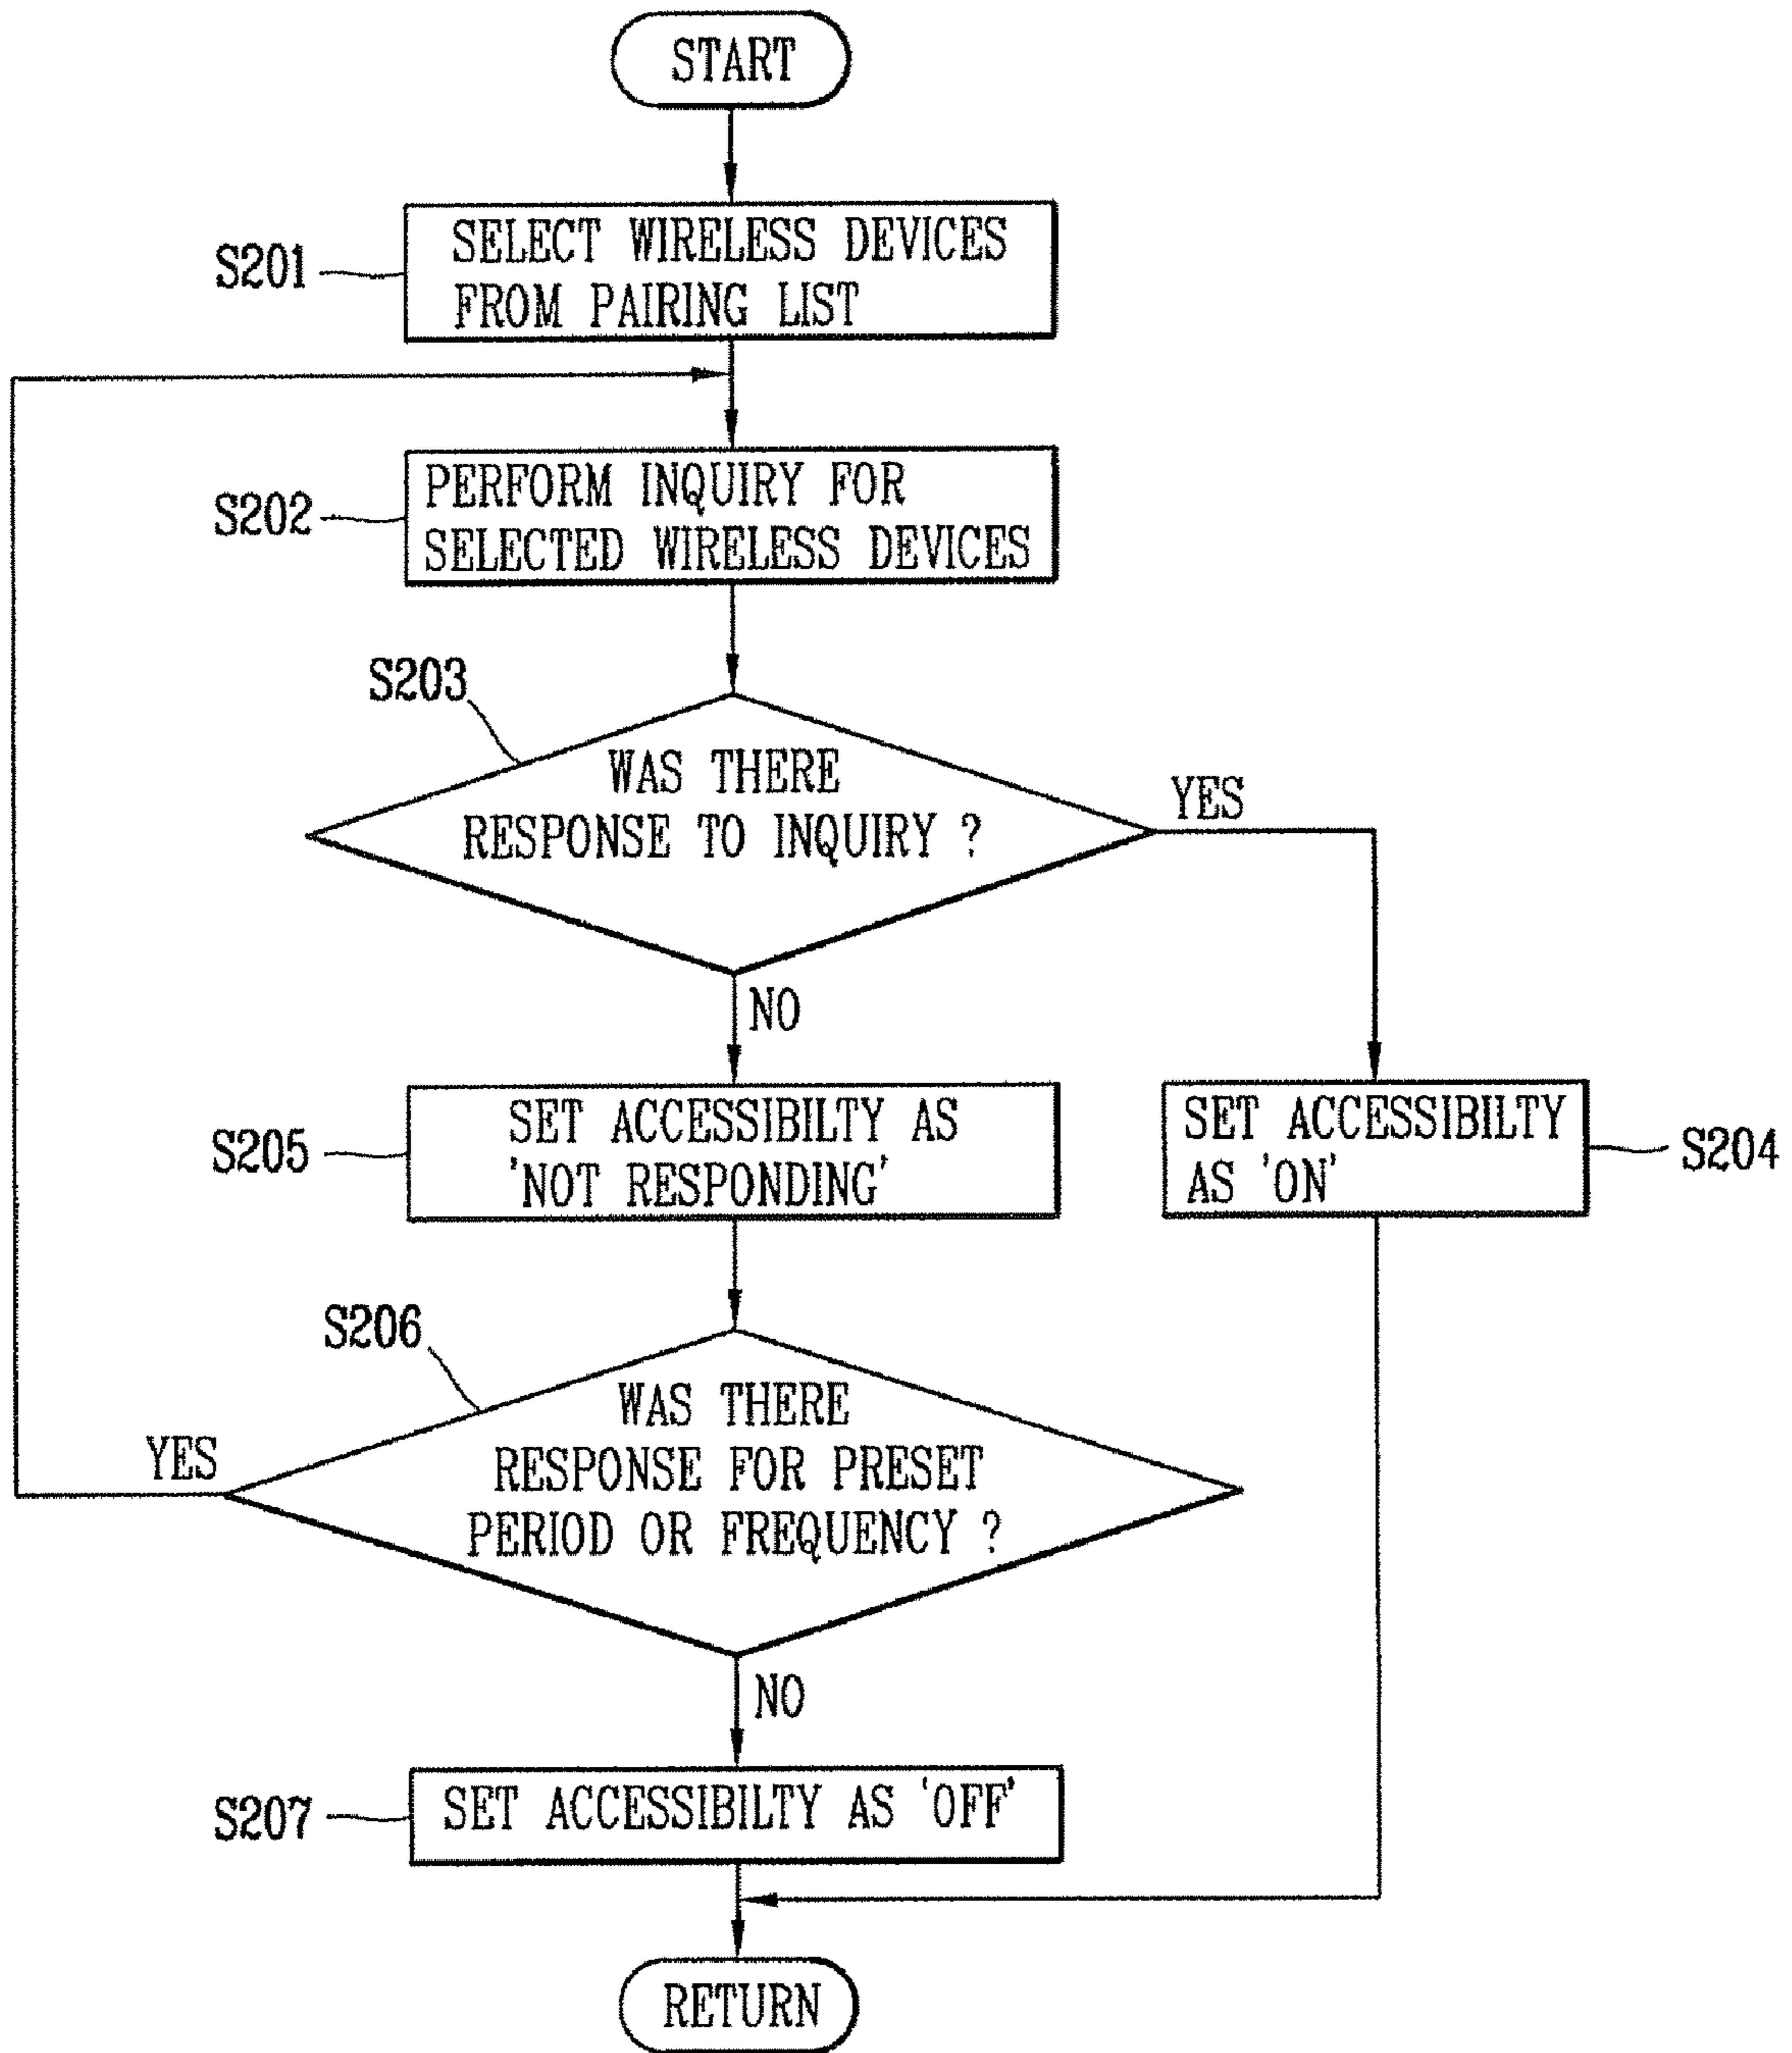 START
S201
SELECT WIRELESS DEVICES
FROM PAIRING LIST
S202
PERFORM INQUIRY FOR
SELECTED WIRELESS DEVICES
S203
WAS THERE
RESPONSE TO INQUIRY ?
YES
NO
S205
SET ACCESSIBILTY AS
'NOT RESPONDING'
SET ACCESSIBILTY
AS 'ON'
S204
S206
WAS THERE
RESPONSE FOR PRESET
PERIOD OR FREQUENCY ?
YES
NO
S207
SET ACCESSIBILTY AS 'OFF'
RETURN